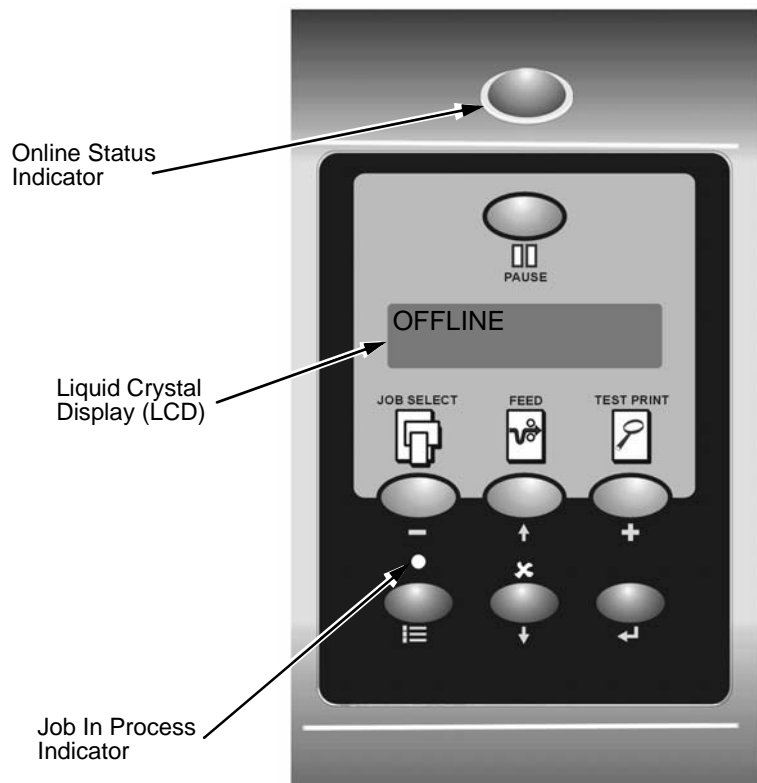 Online Status
Indicator
PAUSE
OFFLINE
Liquid Crystal
Display (LCD)
JOB SELECT
FEED
TEST PRINT
Job In Process
Indicator